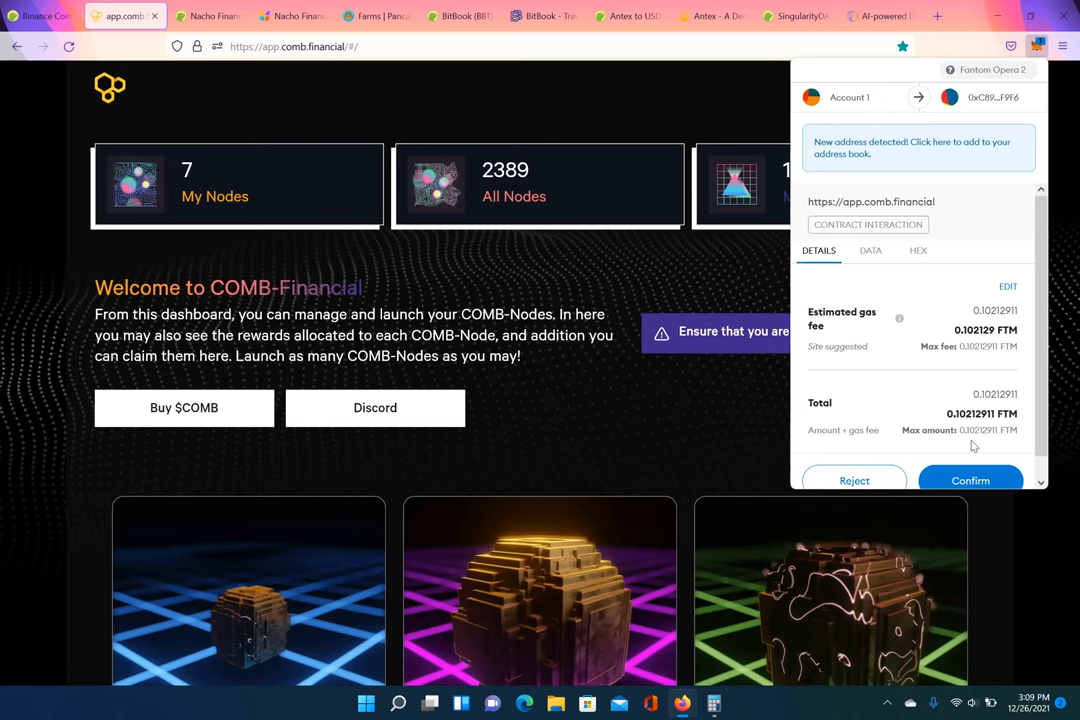 Binance Coin
app.comb.f
Nacho Financ
Nacho Financ
Farms | Panca
BitBook (BBT)
BitBook - Trav
Antex to USD
Antex - A Dec
SingularityDA
AI-powered D
https://app.comb.financial/#/
Fantom Opera 2
Account 1
0xC89...F9F6
New address detected! Click here to add to your
address book.
7
My Nodes
2389
All Nodes
1
https://app.comb.financial
CONTRACT INTERACTION
DETAILS
DATA
HEX
EDIT
Welcome to COMB-Financial
From this dashboard, you can manage and launch your COMB-Nodes. In here
you may also see the rewards allocated to each COMB-Node, and addition you
can claim them here. Launch as many COMB-Nodes as you may!
Ensure that you are
Buy $COMB
Discord
Estimated gas
fee
0.10212911
0.102129 FTM
Site suggested
Max fee: 0.10212911 FTM
0.10212911
Total
0.10212911 FTM
Amount + gas fee
Max amount: 0.10212911 FTM
Reject
Confirm
3:09 PM
12/26/2021
2